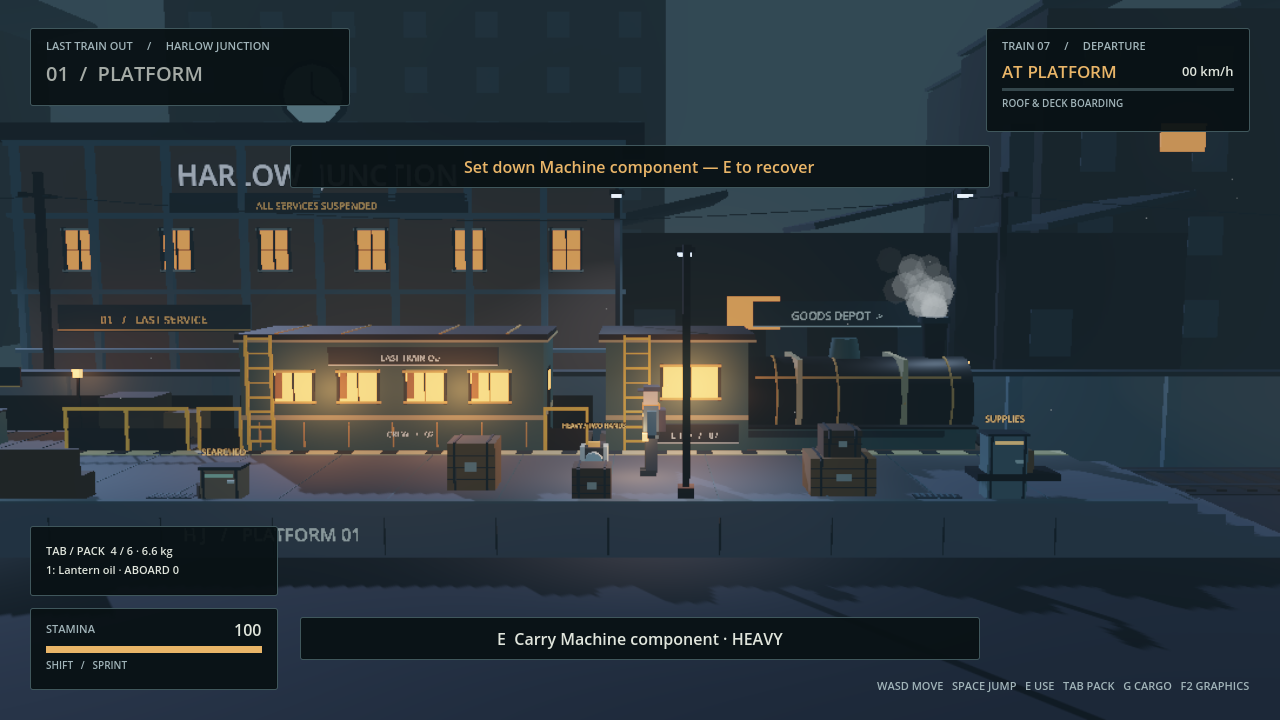 LAST TRAIN OUT / HARLOW JUNCTION
01 / PLATFORM
TRAIN 07 / DEPARTURE
AT PLATFORM 00 km/h
ROOF & DECK BOARDING
Set down Machine component — E to recover
HARLOW JUNCTION
ALL SERVICES SUSPENDED
01 / LAST SERVICE
GOODS DEPOT
LAST TRAIN OUT
SUPPLIES
SEARCHED
PLATFORM 01
TAB / PACK 4 / 6 · 6.6 kg
1: Lantern oil · ABOARD 0
STAMINA 100
SHIFT / SPRINT
E Carry Machine component · HEAVY
WASD MOVE SPACE JUMP E USE TAB PACK G CARGO F2 GRAPHICS